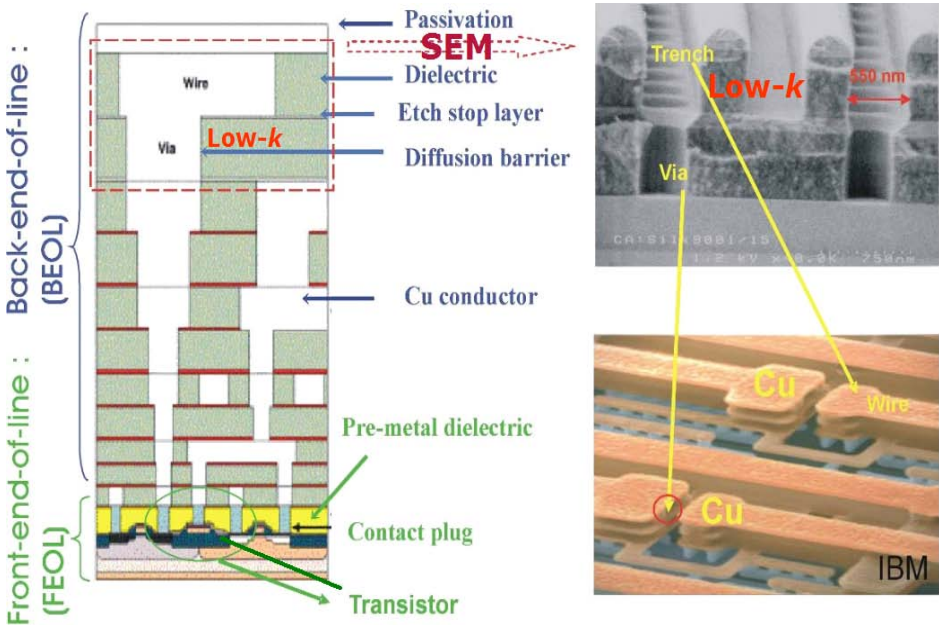 Back-end-of-line :
(BEOL)
Front-end-of-line :
(FEOL)
Passivation
SEM
Dielectric
Wire
Etch stop layer
Low-k
Via
Diffusion barrier
Cu conductor
Pre-metal dielectric
Contact plug
Transistor
Trench
Low-k
550 nm
Via
750nm
Cu
Wire
Cu
IBM